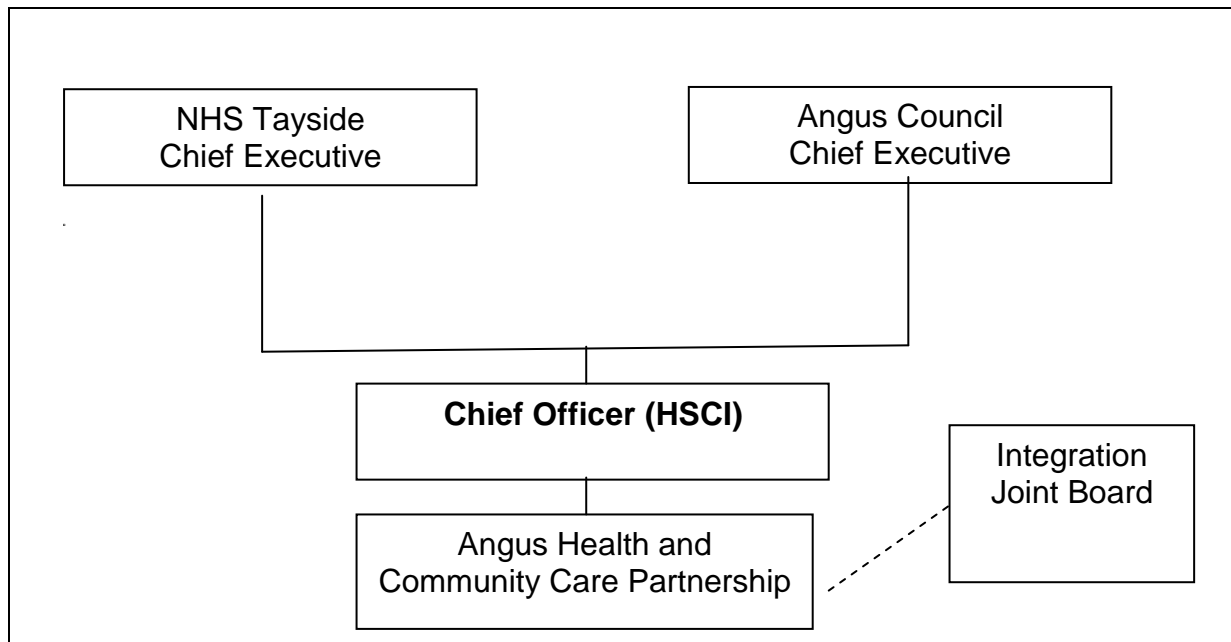 NHS Tayside
Chief Executive
Angus Council
Chief Executive
Chief Officer (HSCI)
Integration
Joint Board
Angus Health and
Community Care Partnership